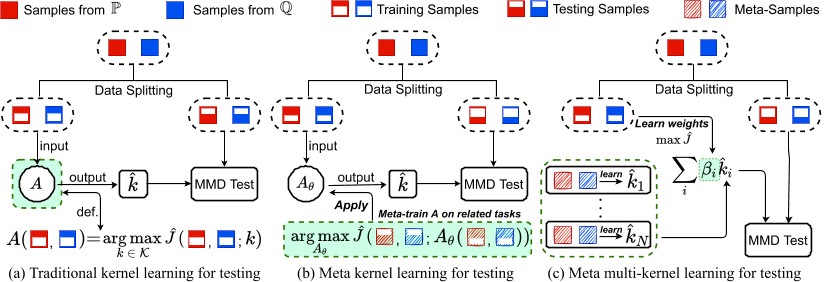 Samples from ℙ Samples from ℚ Training Samples Testing Samples Meta-Samples
Data Splitting
input
A output k̂ MMD Test
def.
A( , )=arg max Ĵ( , ; k)
k ∈ 𝒦
(a) Traditional kernel learning for testing
Data Splitting
input
A_θ output k̂ MMD Test
Apply Meta-train A on related tasks
arg max Ĵ( , ; A_θ( , ))
A_θ
(b) Meta kernel learning for testing
Data Splitting
Learn weights
max Ĵ
∑ β_i k̂_i
i
learn k̂_1
⋮
learn k̂_N
MMD Test
(c) Meta multi-kernel learning for testing